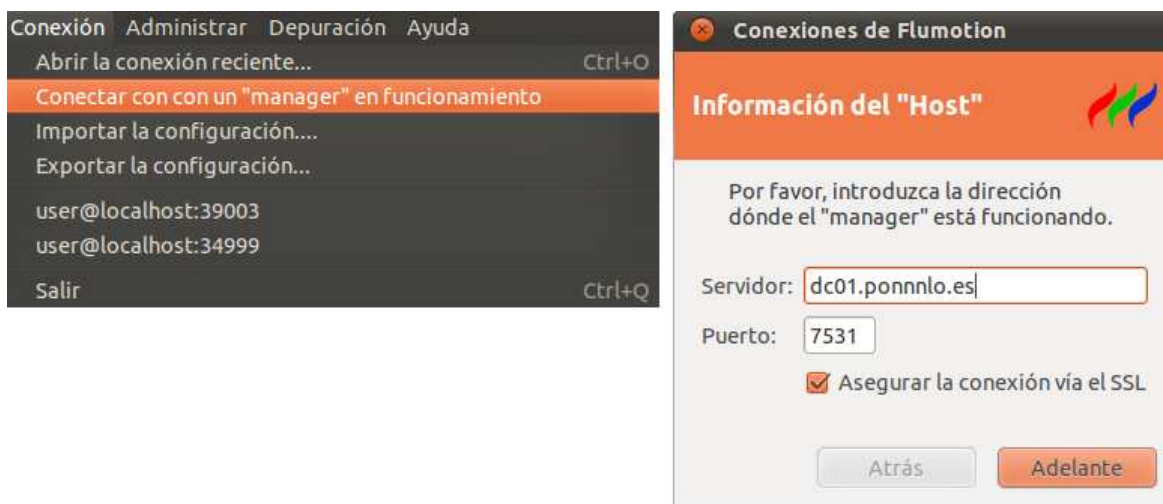 Conexión Administrar Depuración Ayuda
Abrir la conexión reciente... Ctrl+O
Conectar con con un "manager" en funcionamiento
Importar la configuración....
Exportar la configuración...
user@localhost:39003
user@localhost:34999
Salir Ctrl+Q
Conexiones de Flumotion
Información del "Host"
Por favor, introduzca la dirección
dónde el "manager" está funcionando.
Servidor: dc01.ponnnlo.es
Puerto: 7531
Asegurar la conexión vía el SSL
Atrás Adelante